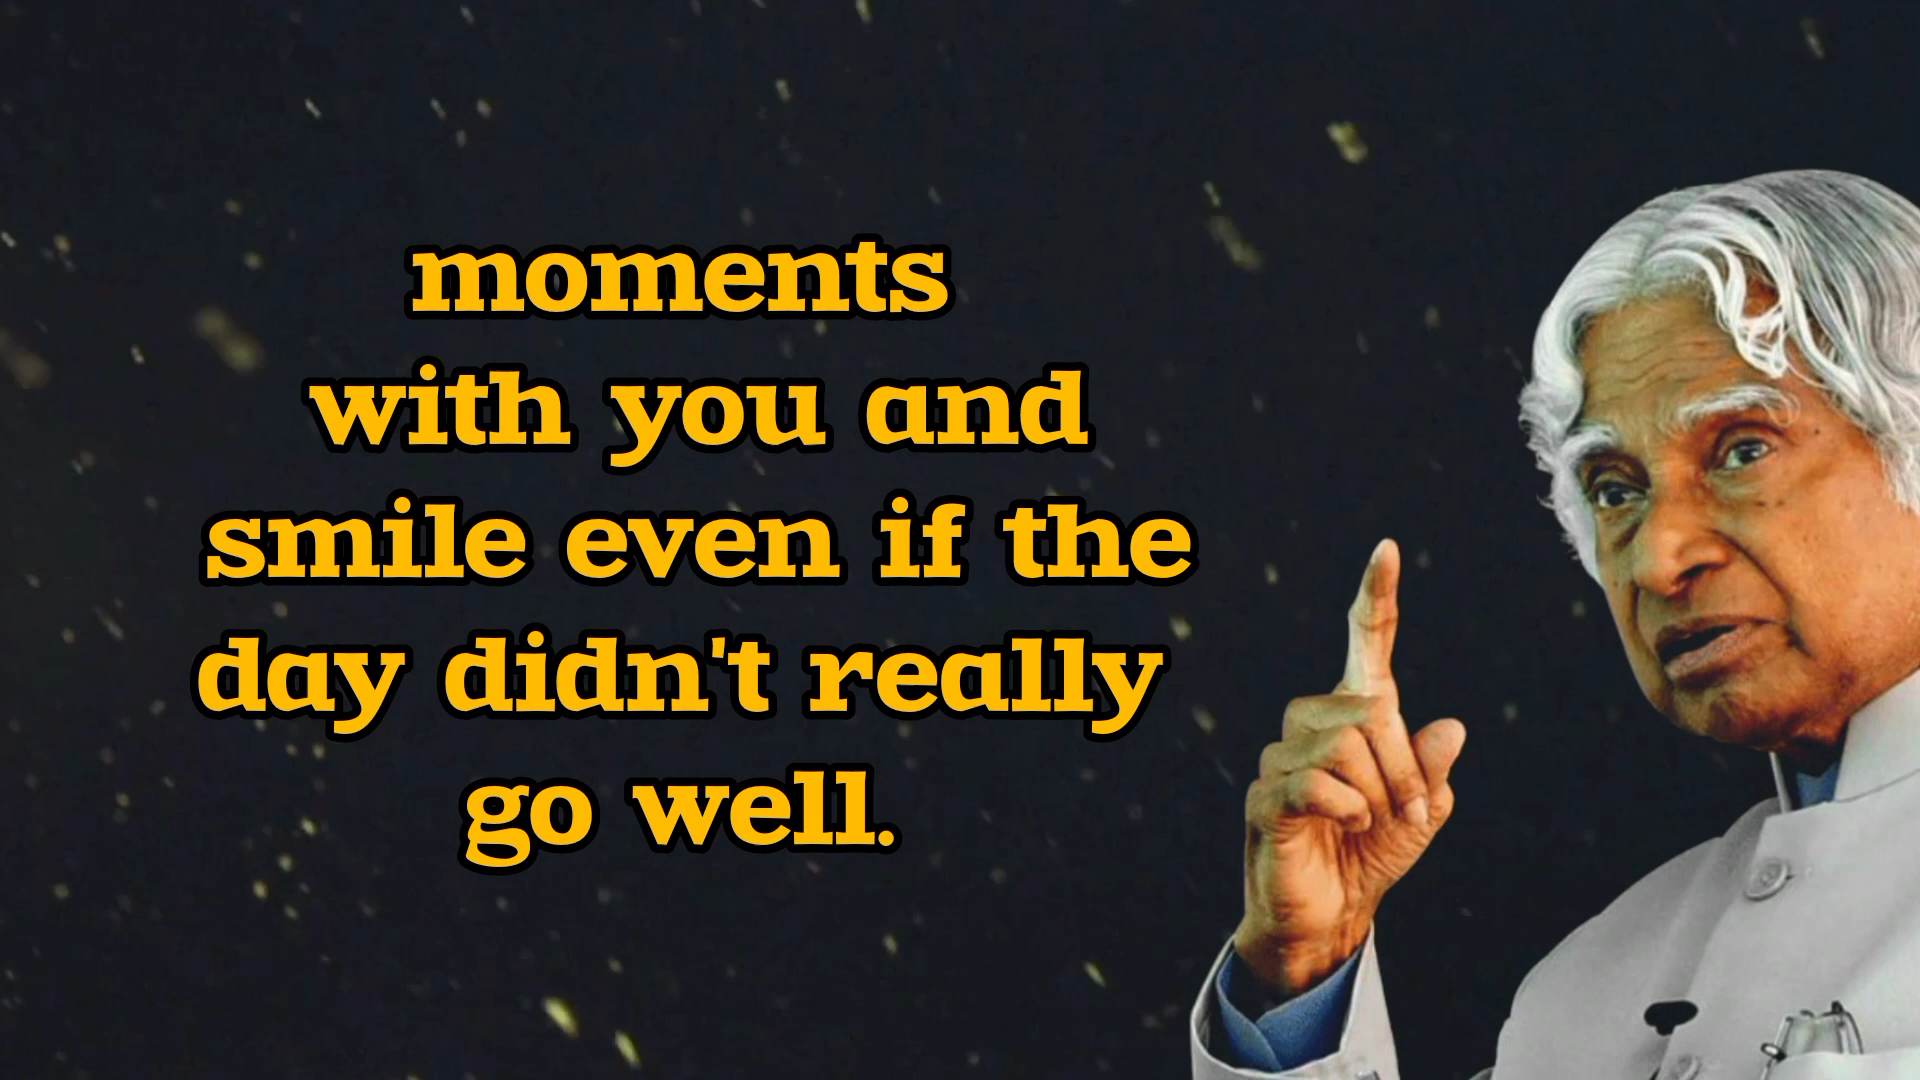 moments
with you and
smile even if the
day didn't really
go well.